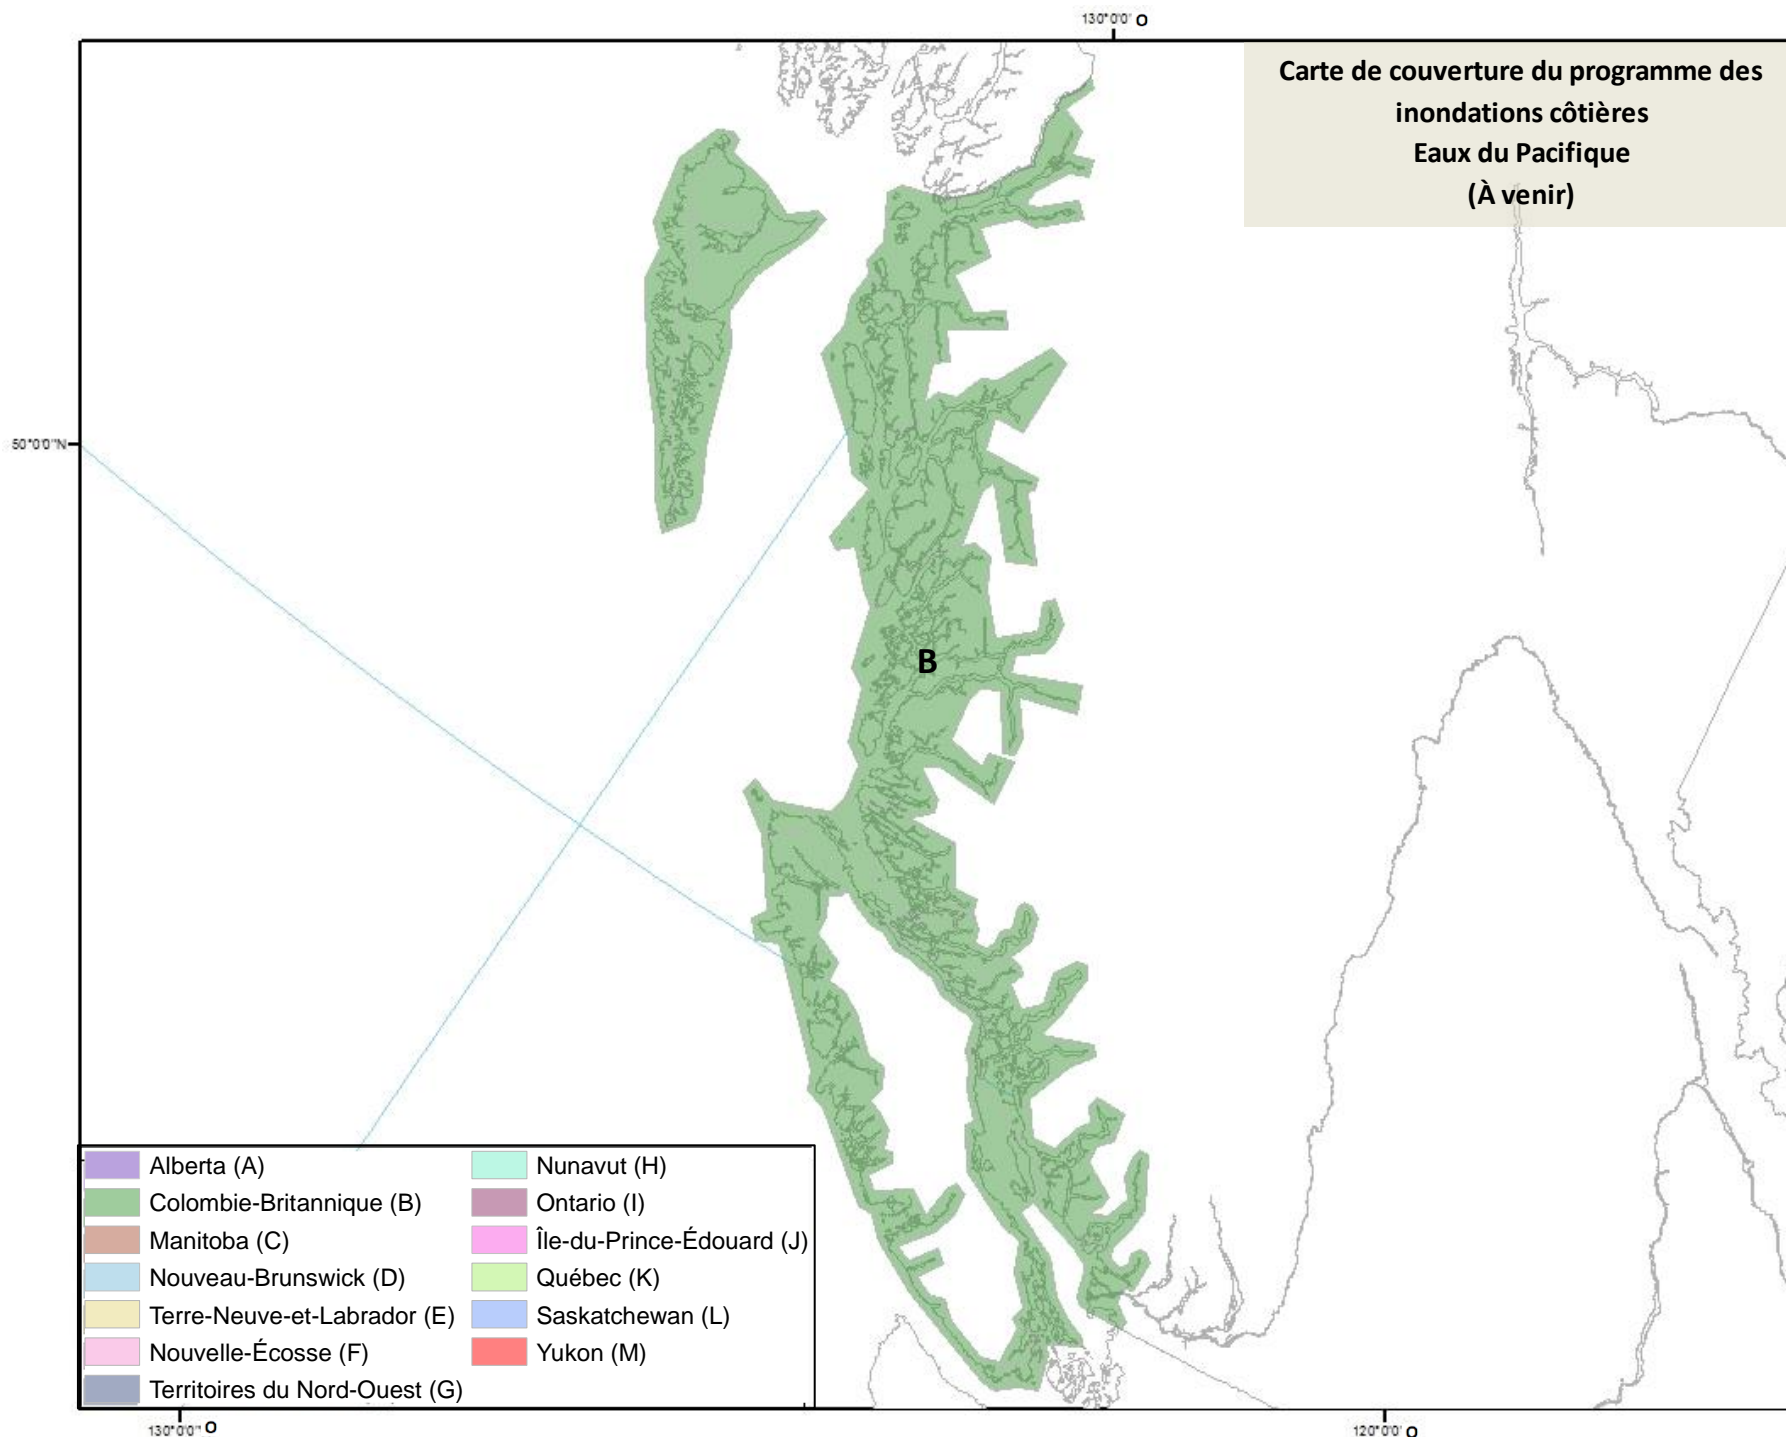 130°0'0' O
Carte de couverture du programme des
inondations côtières
Eaux du Pacifique
(À venir)
50°0'0"N
B
Alberta (A)
Colombie-Britannique (B)
Manitoba (C)
Nouveau-Brunswick (D)
Terre-Neuve-et-Labrador (E)
Nouvelle-Écosse (F)
Territoires du Nord-Ouest (G)
Nunavut (H)
Ontario (I)
Île-du-Prince-Édouard (J)
Québec (K)
Saskatchewan (L)
Yukon (M)
130°0'0'' O
120°0'0' O